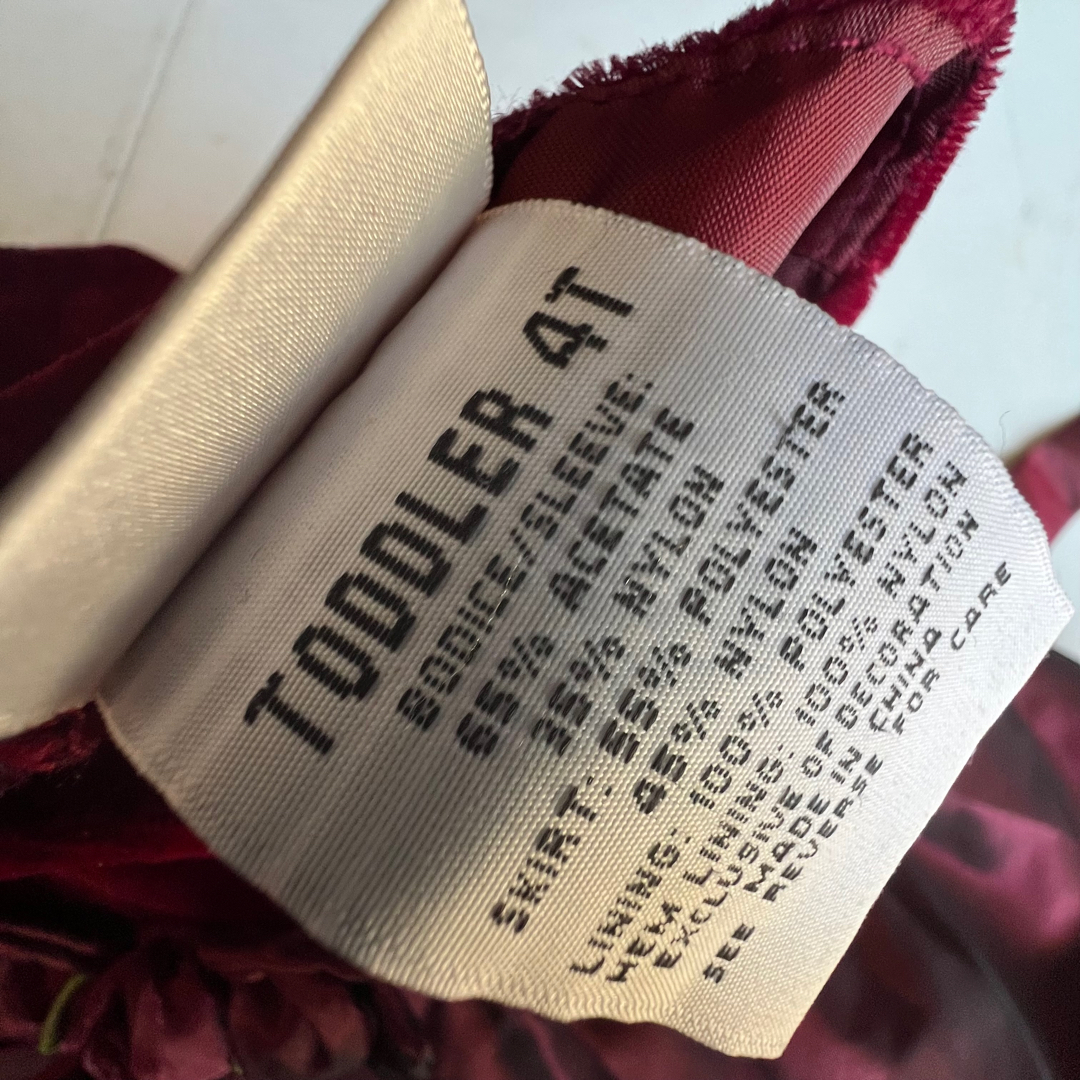 TODDLER 4T
BODICE/SLEEVE:
65% ACETATE
35% NYLON
SKIRT: 55% POLYESTER
45% NYLON
LINING: 100% POLYESTER
HEM LINING: 100% NYLON
EXCLUSIVE OF DECORATION
MADE IN CHINA
SEE REVERSE FOR CARE